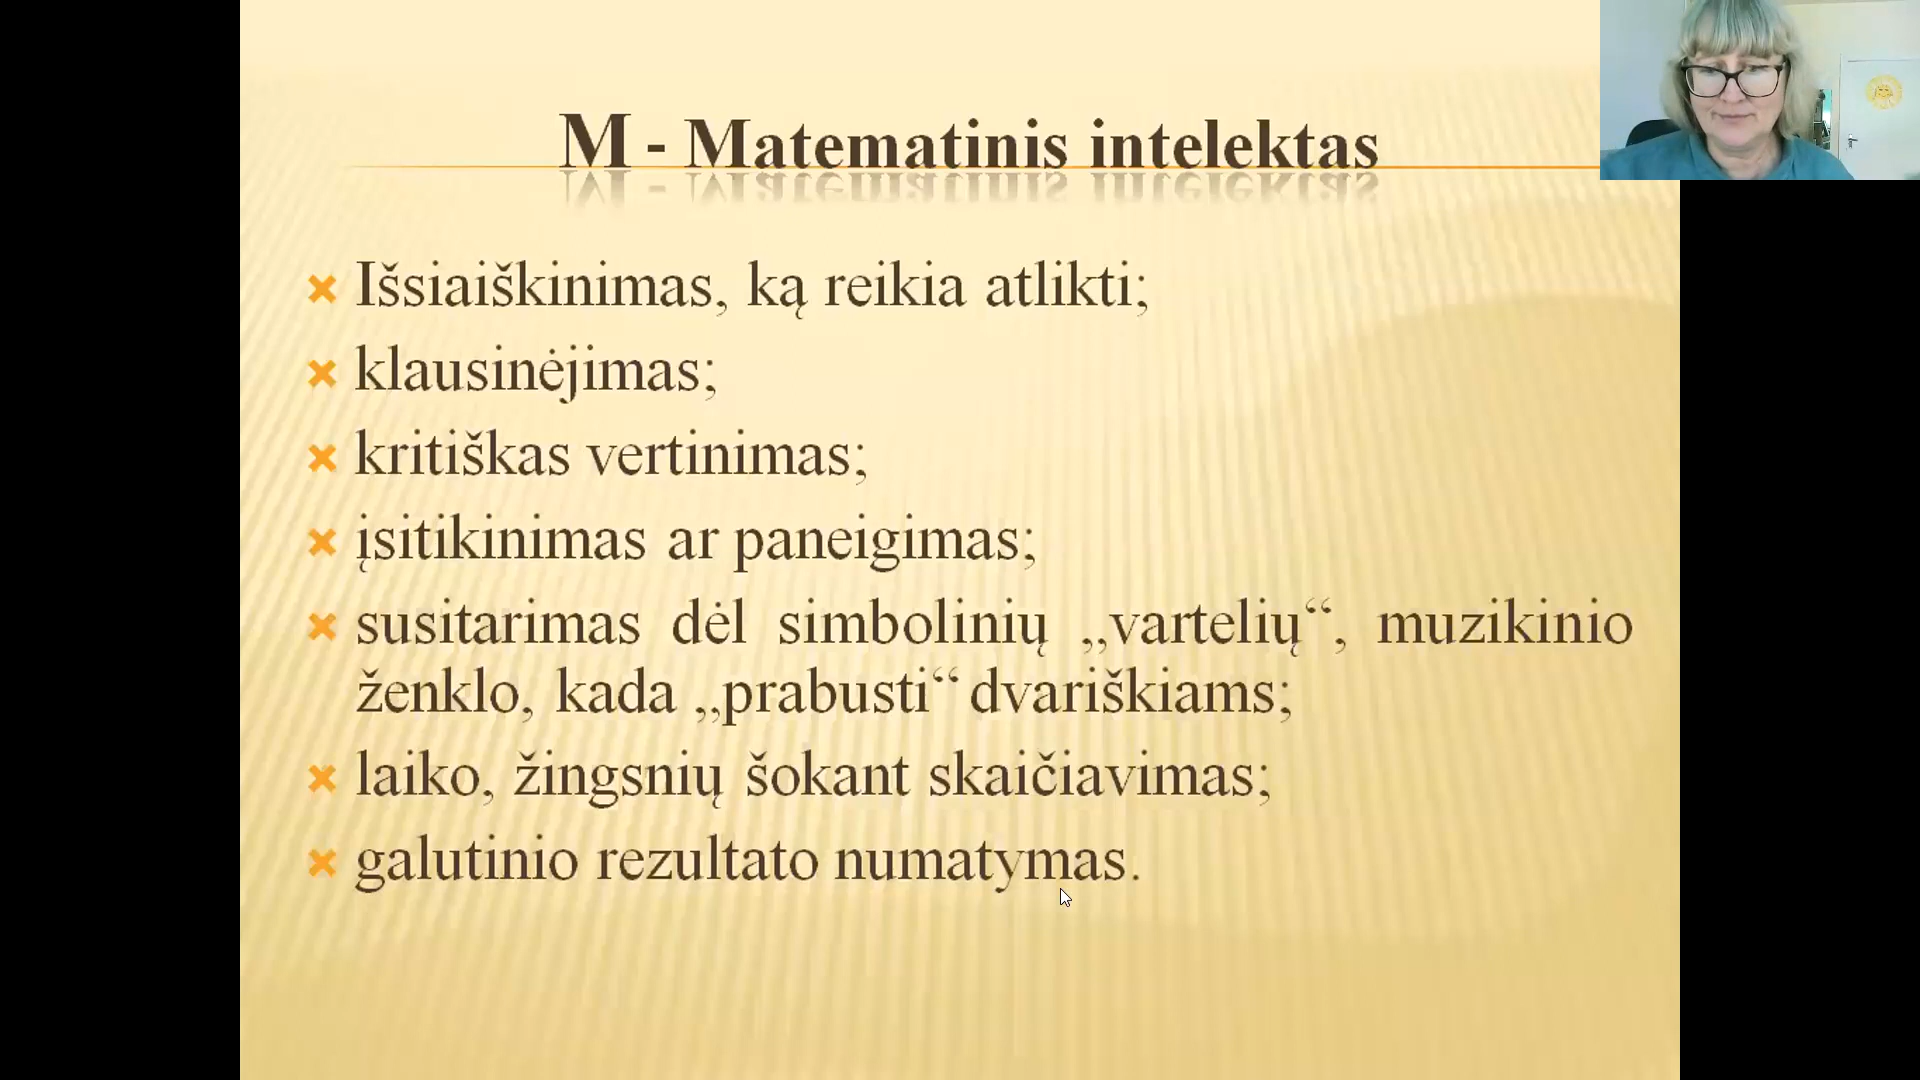 M - Matematinis intelektas
Išsiaiškinimas, ką reikia atlikti;
klausinėjimas;
kritiškas vertinimas;
įsitikinimas ar paneigimas;
susitarimas dėl simbolinių „vartelių“, muzikinio
ženklo, kada „prabusti“ dvariškiams;
laiko, žingsnių šokant skaičiavimas;
galutinio rezultato numatymas.